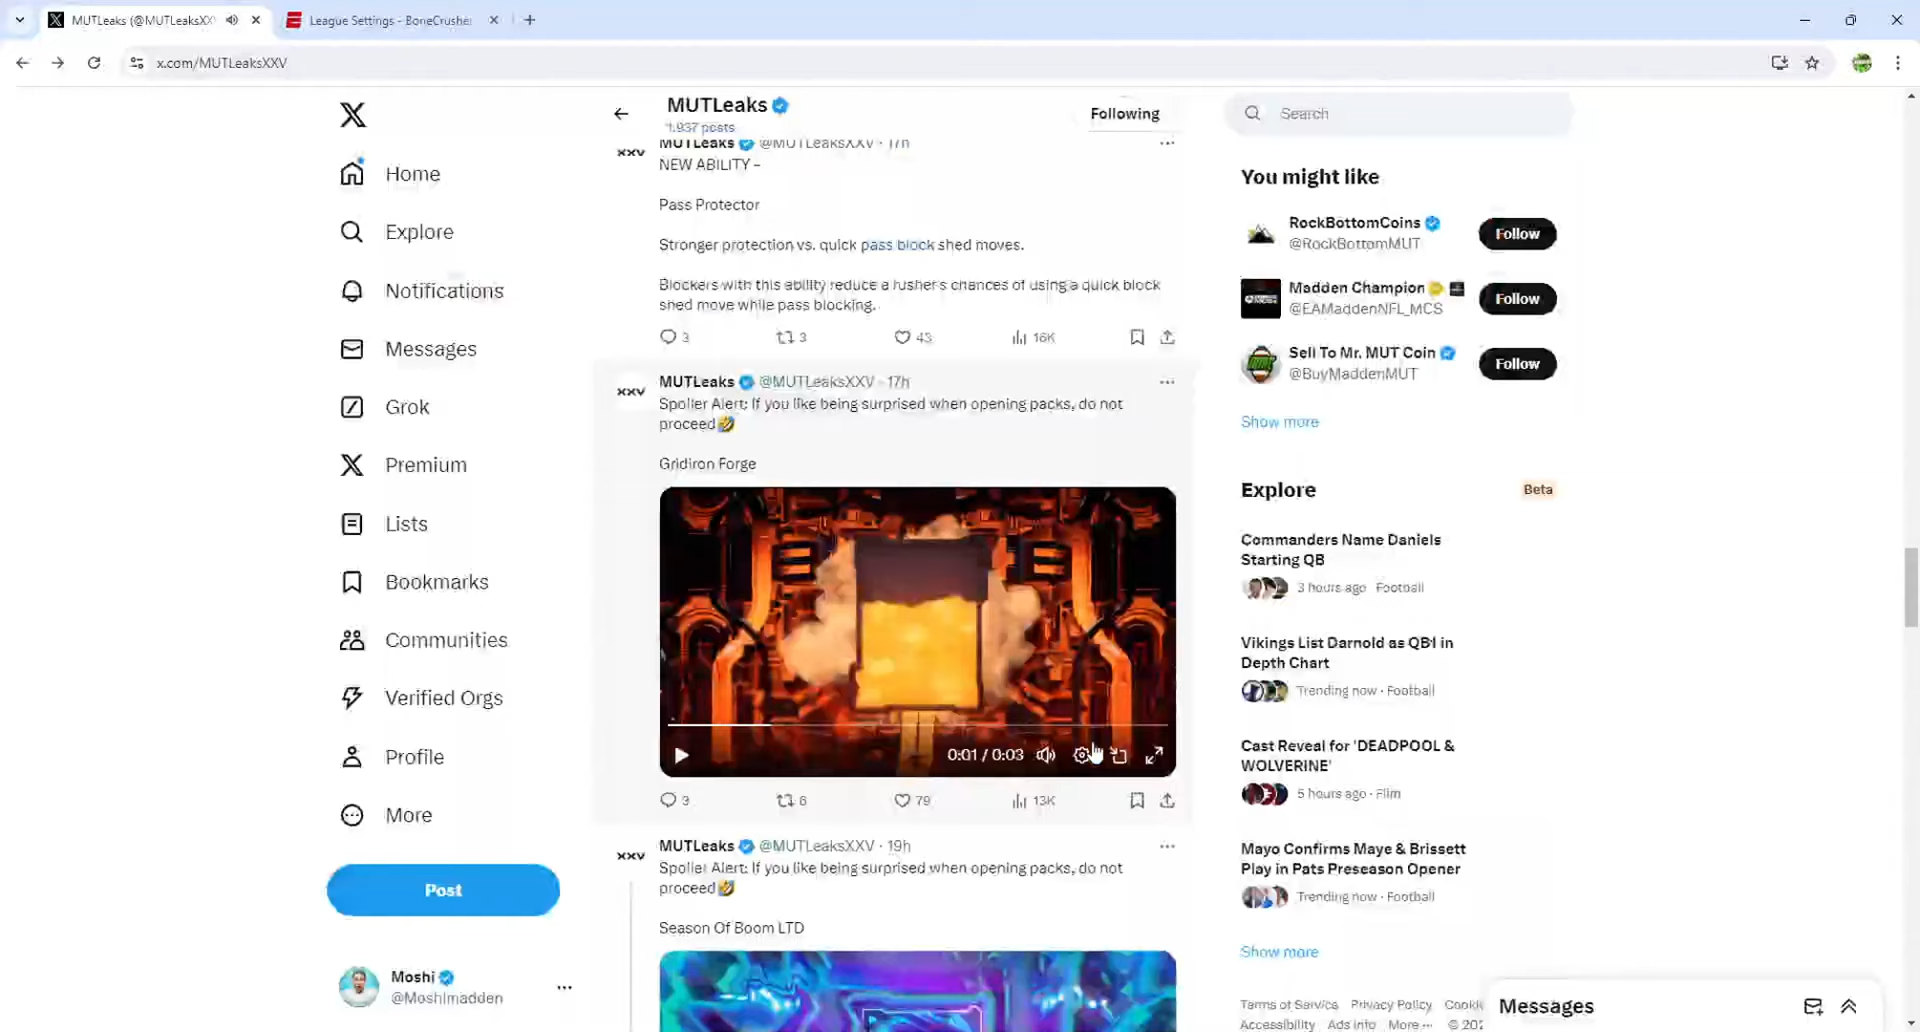 MUTLeaks (@MUTLeaksXX
League Settings - BoneCrushe
x.com/MUTLeaksXXV
Home
Explore
Notifications
Messages
Grok
Premium
Lists
Bookmarks
Communities
Verified Orgs
Profile
More
Post
Moshi
@Moshimadden
MUTLeaks
1,937 posts
Following
XXV
MUTLeaks @MUTLeaksXXV · 17h
NEW ABILITY –
Pass Protector
Stronger protection vs. quick pass block shed moves.
Blockers with this ability reduce a rusher's chances of using a quick block
shed move while pass blocking.
3
3
43
16K
XXV
MUTLeaks @MUTLeaksXXV · 17h
Spoiler Alert: If you like being surprised when opening packs, do not
proceed🤣
Gridiron Forge
0:01 / 0:03
3
6
79
13K
XXV
MUTLeaks @MUTLeaksXXV · 19h
Spoiler Alert: If you like being surprised when opening packs, do not
proceed🤣
Season Of Boom LTD
Search
You might like
RockBottomCoins
@RockBottomMUT
Follow
Madden Champion
@EAMaddenNFL_MCS
Follow
Sell To Mr. MUT Coin
@BuyMaddenMUT
Follow
Show more
Explore
Beta
Commanders Name Daniels
Starting QB
3 hours ago · Football
Vikings List Darnold as QB1 in
Depth Chart
Trending now · Football
Cast Reveal for 'DEADPOOL &
WOLVERINE'
5 hours ago · Film
Mayo Confirms Maye & Brissett
Play in Pats Preseason Opener
Trending now · Football
Show more
Terms of Service Privacy Policy Cookie
Accessibility Ads info More ··· © 202
Messages